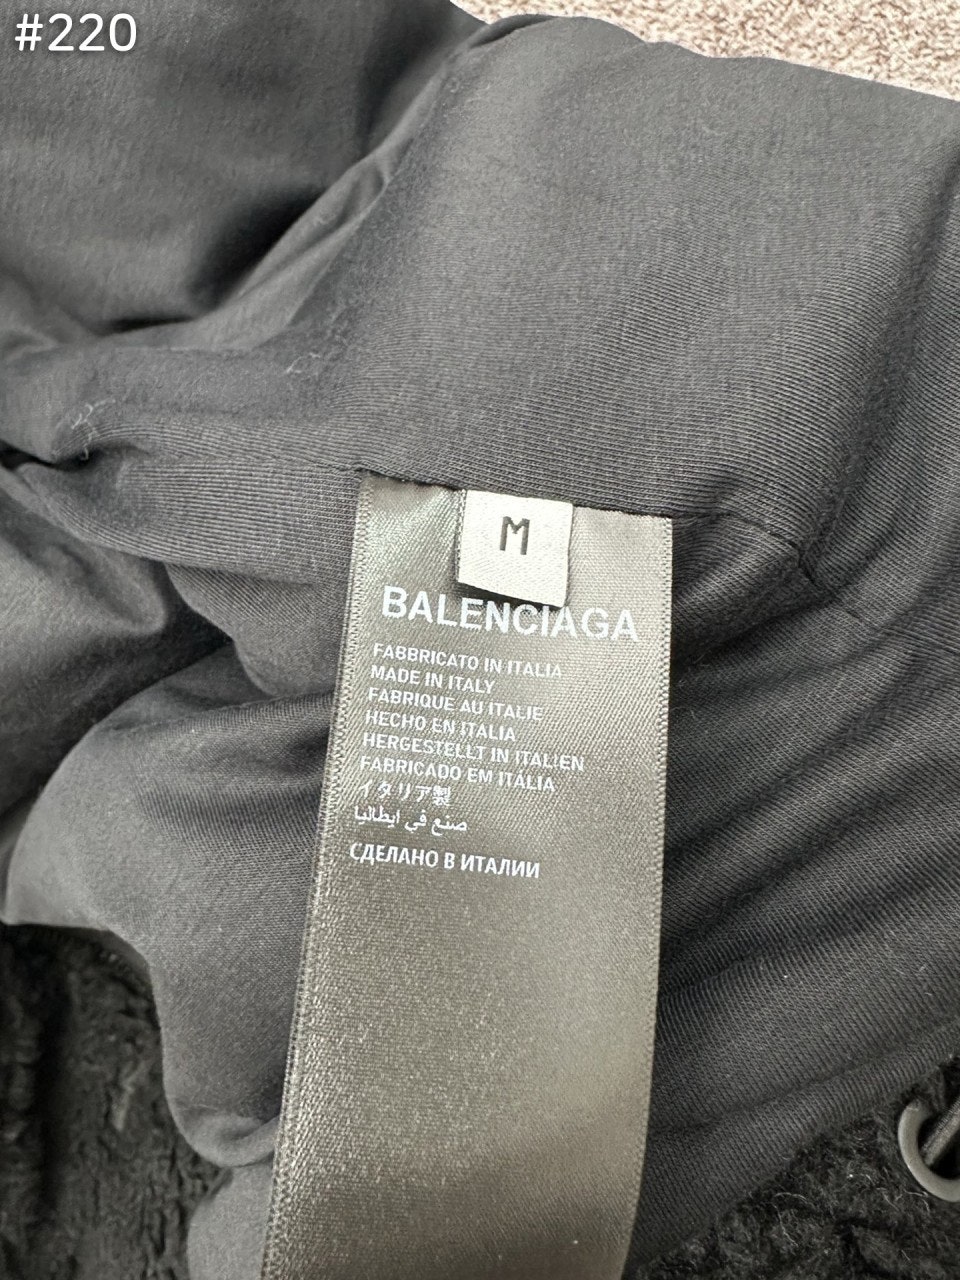 #220
M
BALENCIAGA
FABBRICATO IN ITALIA
MADE IN ITALY
FABRIQUE AU ITALIE
HECHO EN ITALIA
HERGESTELLT IN ITALIEN
FABRICADO EM ITÁLIA
イタリア製
صنع في ايطاليا
СДЕЛАНО В ИТАЛИИ